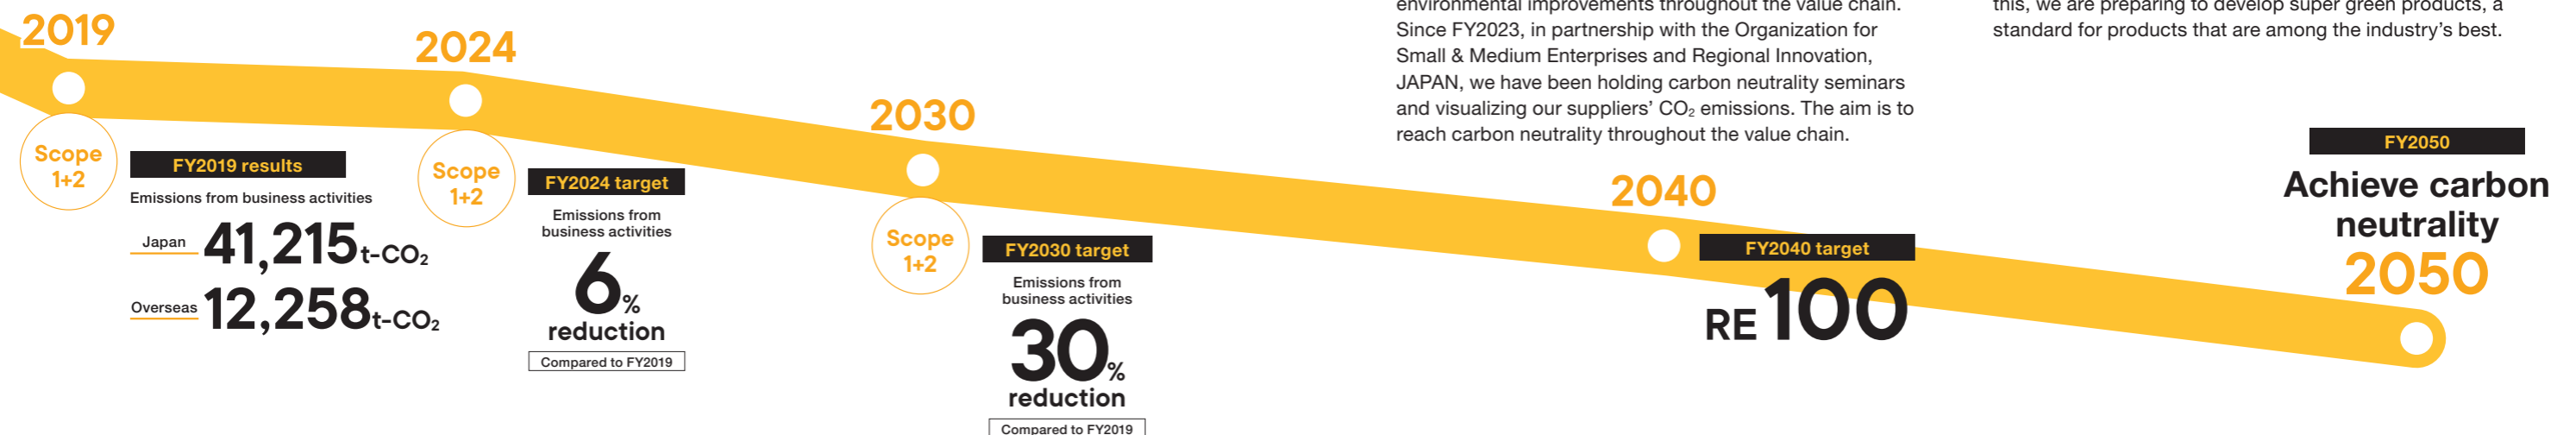 environmental improvements throughout the value chain.
Since FY2023, in partnership with the Organization for
Small & Medium Enterprises and Regional Innovation,
JAPAN, we have been holding carbon neutrality seminars
and visualizing our suppliers' CO₂ emissions. The aim is to
reach carbon neutrality throughout the value chain.
this, we are preparing to develop super green products, a
standard for products that are among the industry's best.
2019
Scope
1+2
FY2019 results
Emissions from business activities
Japan 41,215 t-CO₂
Overseas 12,258 t-CO₂
2024
Scope
1+2
FY2024 target
Emissions from
business activities
6%
reduction
Compared to FY2019
2030
Scope
1+2
FY2030 target
Emissions from
business activities
30%
reduction
Compared to FY2019
2040
FY2040 target
RE 100
FY2050
Achieve carbon
neutrality
2050